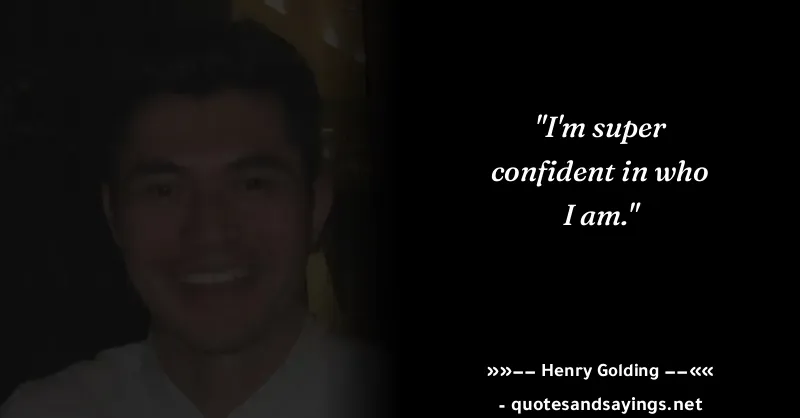 "I'm super
confident in who
I am."
»»−− Henry Golding −−««
- quotesandsayings.net